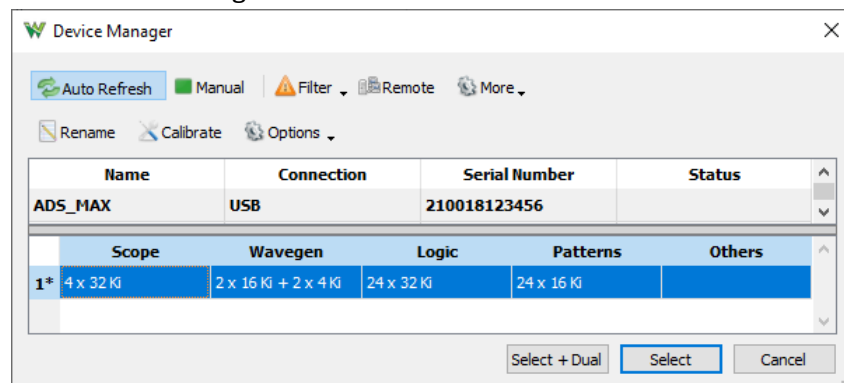 Device Manager
Auto Refresh Manual Filter Remote More
Rename Calibrate Options
Name Connection Serial Number Status
ADS_MAX USB 210018123456
Scope Wavegen Logic Patterns Others
1* 4 x 32 Ki 2 x 16 Ki + 2 x 4 Ki 24 x 32 Ki 24 x 16 Ki
Select + Dual Select Cancel